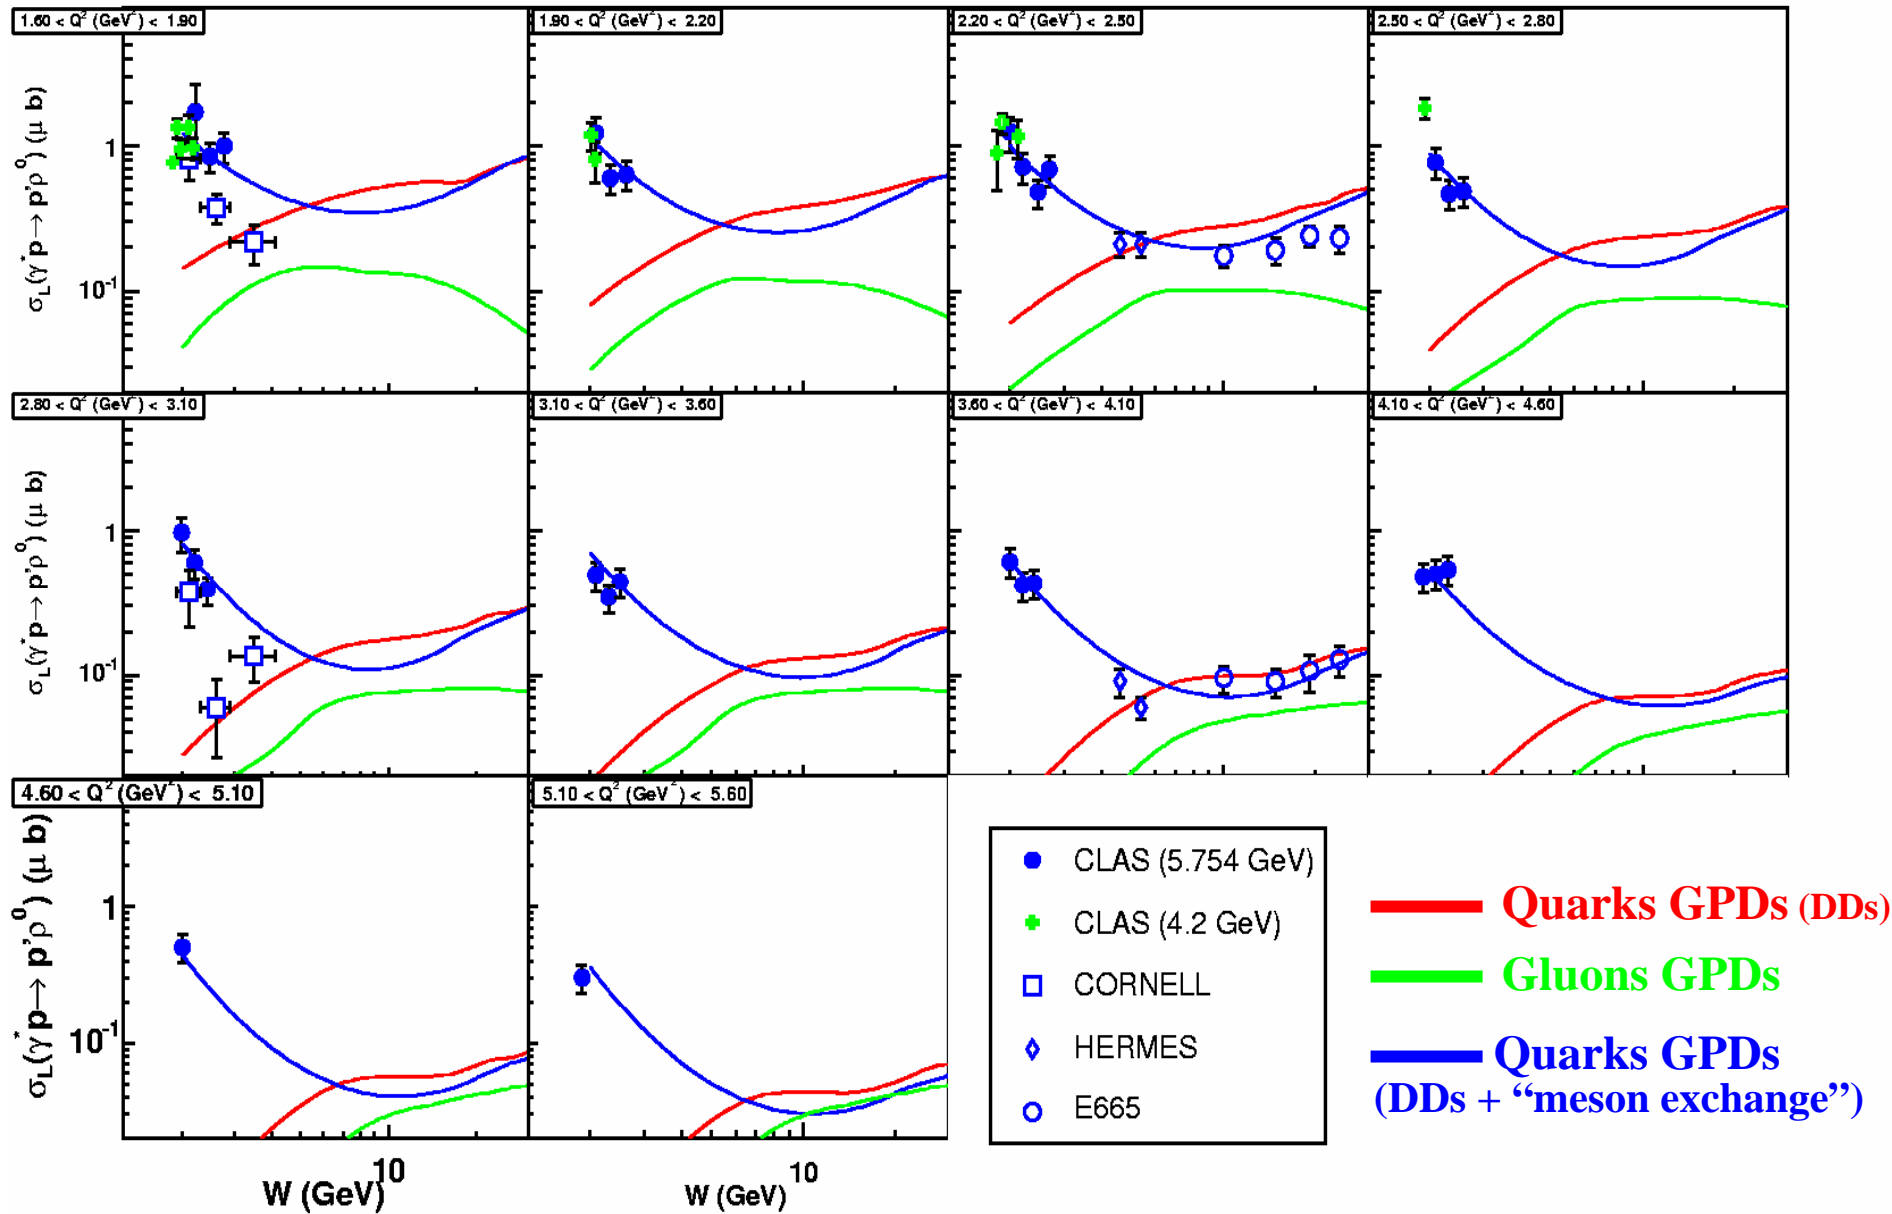 1.60 < Q² (GeV²) < 1.90
1.90 < Q² (GeV²) < 2.20
2.20 < Q² (GeV²) < 2.50
2.50 < Q² (GeV²) < 2.80
σL(γ* p→ p'ρ⁰) (μ b)
1
10⁻¹
2.80 < Q² (GeV²) < 3.10
3.10 < Q² (GeV²) < 3.60
3.60 < Q² (GeV²) < 4.10
4.10 < Q² (GeV²) < 4.60
σL(γ* p→ p'ρ⁰) (μ b)
1
10⁻¹
4.60 < Q² (GeV²) < 5.10
5.10 < Q² (GeV²) < 5.60
σL(γ* p→ p'ρ⁰) (μ b)
1
10⁻¹
10
W (GeV)
10
W (GeV)
CLAS (5.754 GeV)
CLAS (4.2 GeV)
CORNELL
HERMES
E665
Quarks GPDs (DDs)
Gluons GPDs
Quarks GPDs
(DDs + “meson exchange”)